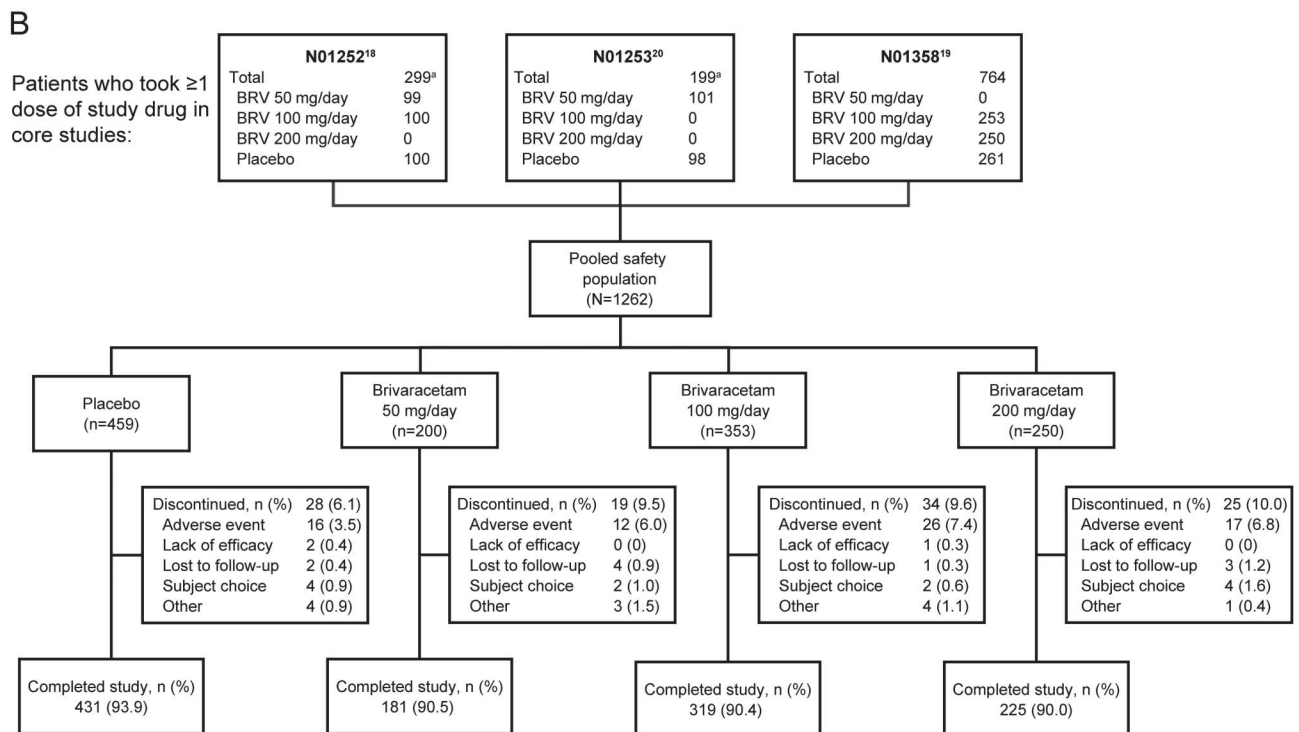 B
Patients who took ≥1
dose of study drug in
core studies:
N01252¹⁸
Total 299ᵃ
BRV 50 mg/day 99
BRV 100 mg/day 100
BRV 200 mg/day 0
Placebo 100
N01253²⁰
Total 199ᵃ
BRV 50 mg/day 101
BRV 100 mg/day 0
BRV 200 mg/day 0
Placebo 98
N01358¹⁹
Total 764
BRV 50 mg/day 0
BRV 100 mg/day 253
BRV 200 mg/day 250
Placebo 261
Pooled safety
population
(N=1262)
Placebo
(n=459)
Brivaracetam
50 mg/day
(n=200)
Brivaracetam
100 mg/day
(n=353)
Brivaracetam
200 mg/day
(n=250)
Discontinued, n (%) 28 (6.1)
Adverse event 16 (3.5)
Lack of efficacy 2 (0.4)
Lost to follow-up 2 (0.4)
Subject choice 4 (0.9)
Other 4 (0.9)
Discontinued, n (%) 19 (9.5)
Adverse event 12 (6.0)
Lack of efficacy 0 (0)
Lost to follow-up 4 (0.9)
Subject choice 2 (1.0)
Other 3 (1.5)
Discontinued, n (%) 34 (9.6)
Adverse event 26 (7.4)
Lack of efficacy 1 (0.3)
Lost to follow-up 1 (0.3)
Subject choice 2 (0.6)
Other 4 (1.1)
Discontinued, n (%) 25 (10.0)
Adverse event 17 (6.8)
Lack of efficacy 0 (0)
Lost to follow-up 3 (1.2)
Subject choice 4 (1.6)
Other 1 (0.4)
Completed study, n (%)
431 (93.9)
Completed study, n (%)
181 (90.5)
Completed study, n (%)
319 (90.4)
Completed study, n (%)
225 (90.0)